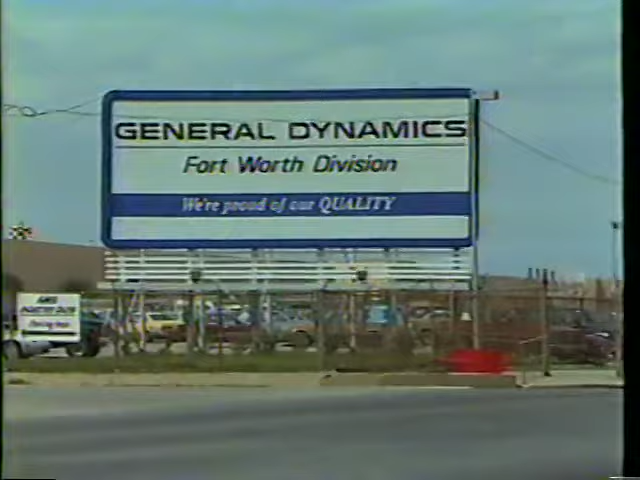 GENERAL DYNAMICS
Fort Worth Division
We're proud of our QUALITY